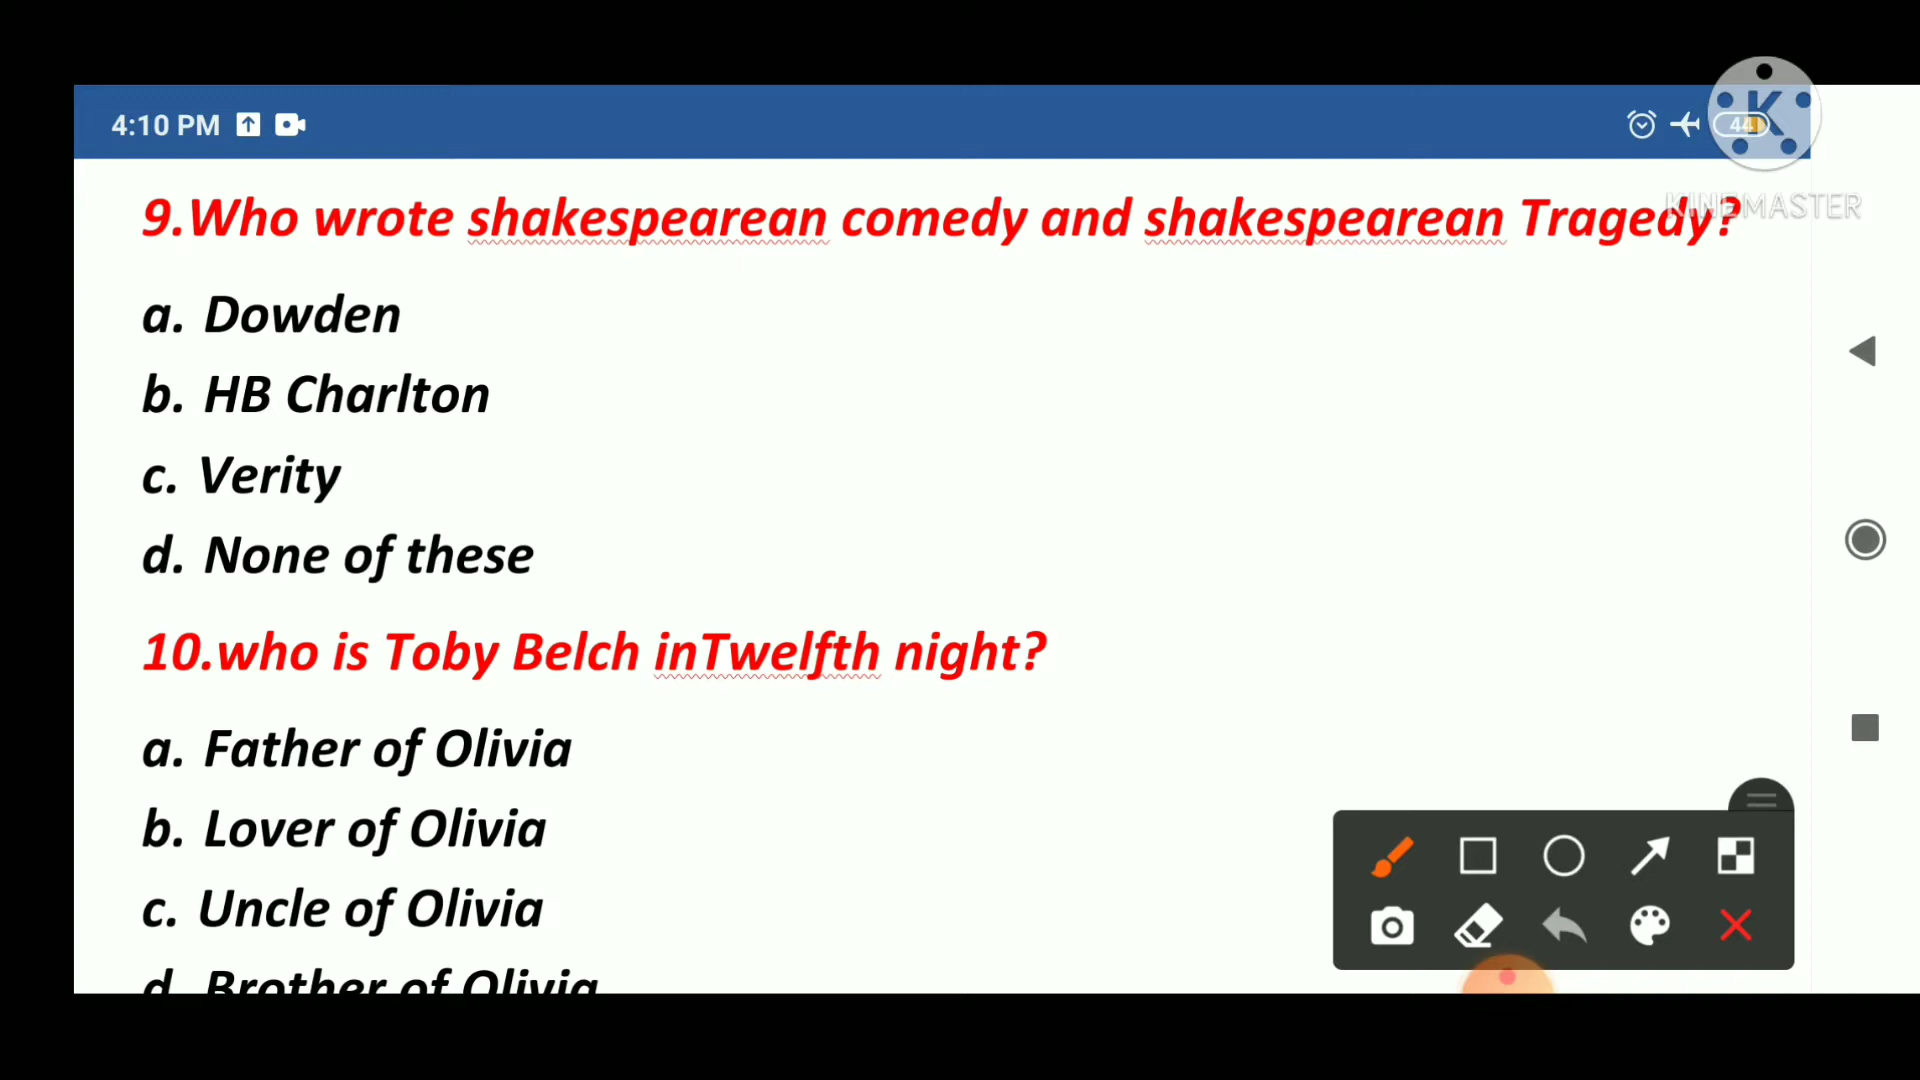 4:10 PM
44
K
KINEMASTER
9.Who wrote shakespearean comedy and shakespearean Tragedy?
a. Dowden
b. HB Charlton
c. Verity
d. None of these
10.who is Toby Belch inTwelfth night?
a. Father of Olivia
b. Lover of Olivia
c. Uncle of Olivia
d. Brother of Olivia